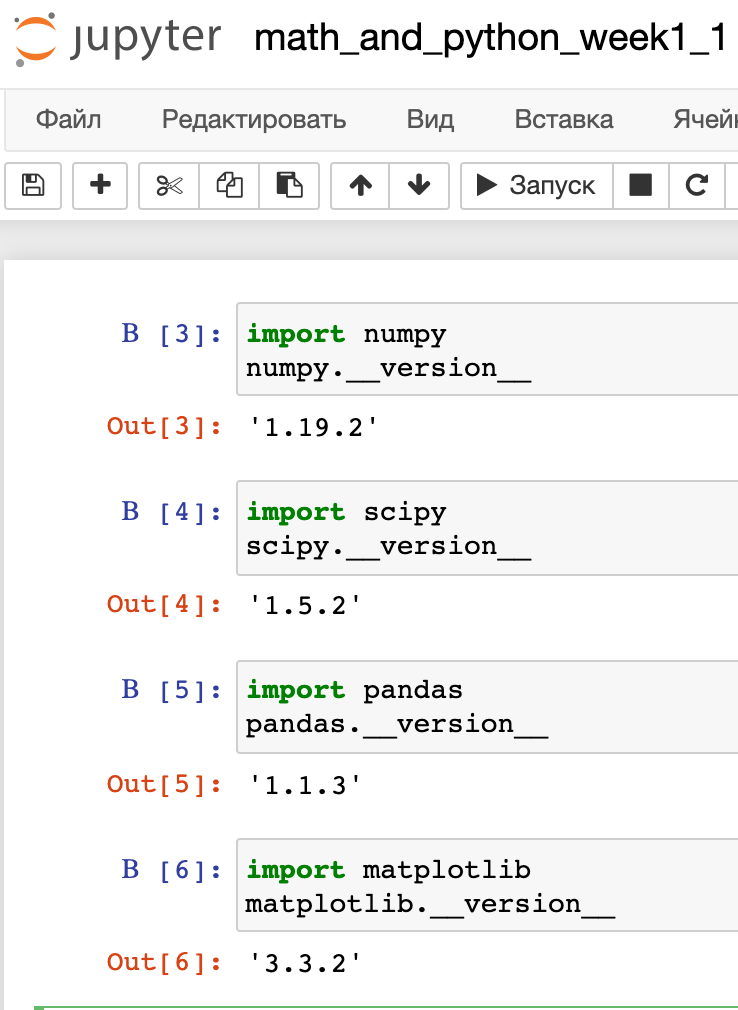 jupyter math_and_python_week1_1
Файл Редактировать Вид Вставка
Запуск
В [3]: import numpy
numpy.__version__
Out[3]: '1.19.2'
В [4]: import scipy
scipy.__version__
Out[4]: '1.5.2'
В [5]: import pandas
pandas.__version__
Out[5]: '1.1.3'
В [6]: import matplotlib
matplotlib.__version__
Out[6]: '3.3.2'